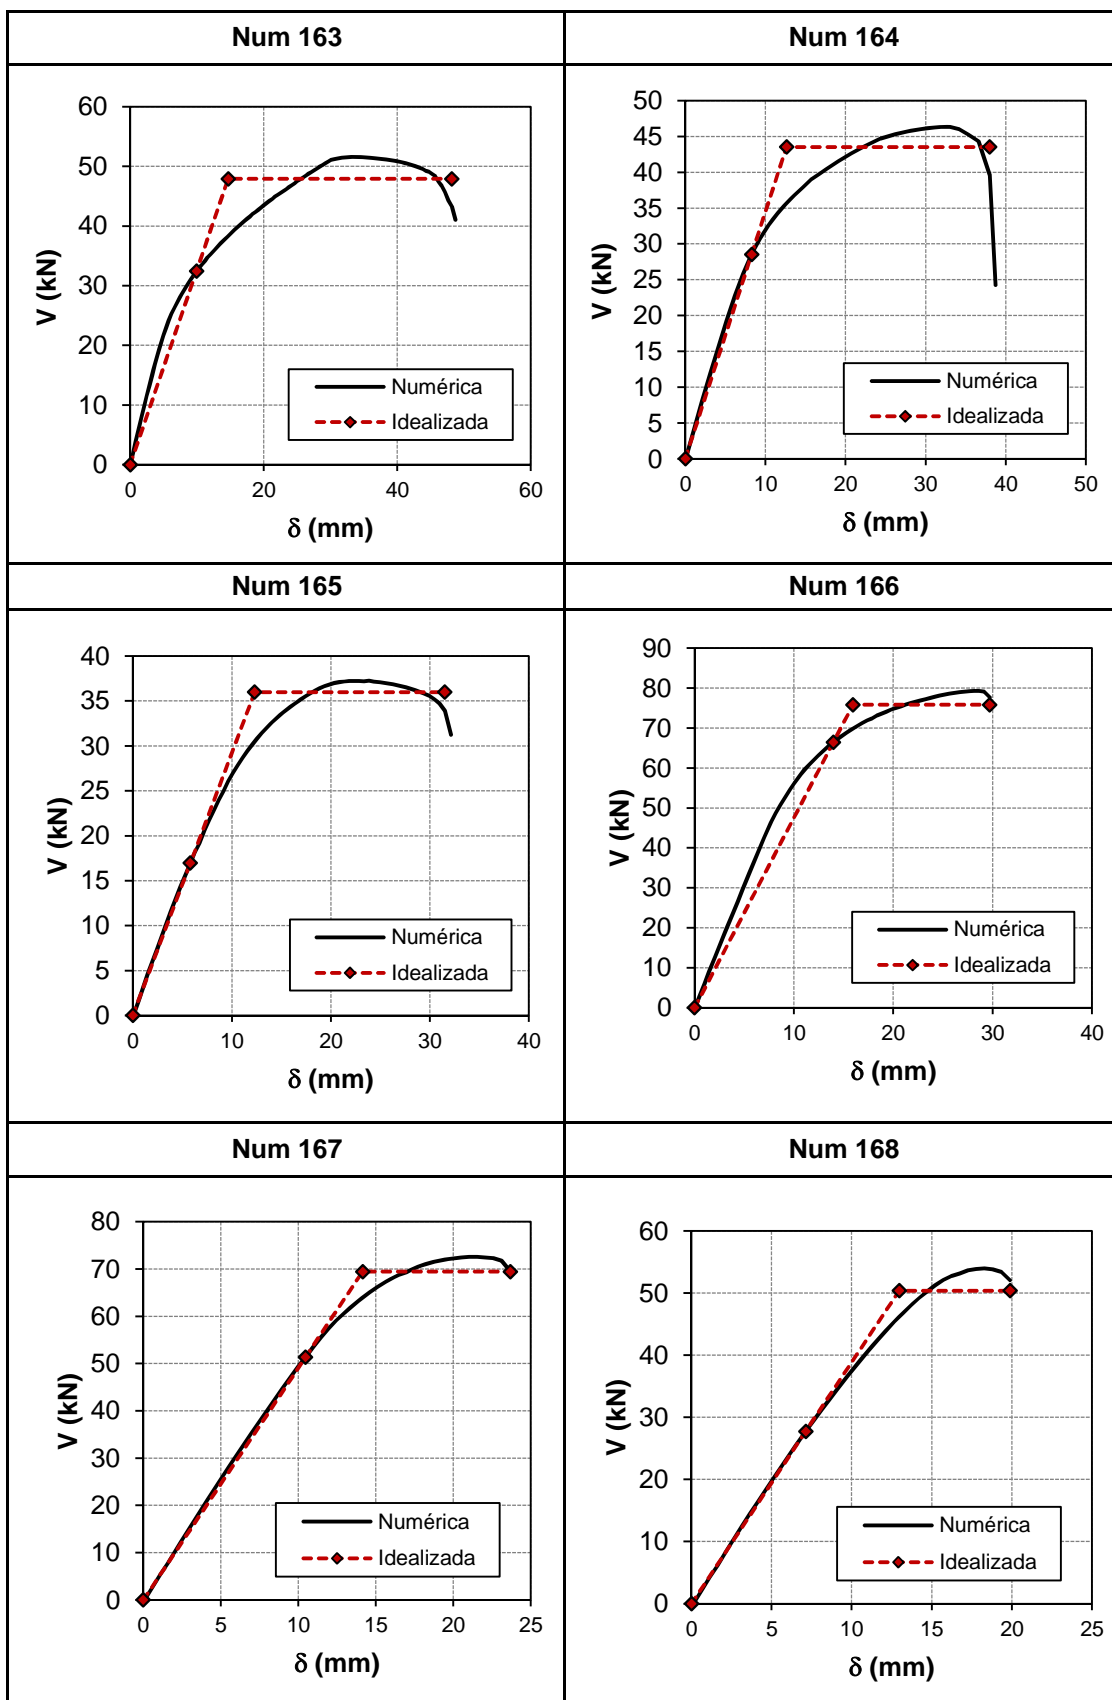 Num 163
Num 164
60
50
40
30
20
10
0
V (kN)
Numérica
Idealizada
0 20 40 60
δ (mm)
50
45
40
35
30
25
20
15
10
5
0
V (kN)
Numérica
Idealizada
0 10 20 30 40 50
δ (mm)
Num 165
Num 166
40
35
30
25
20
15
10
5
0
V (kN)
Numérica
Idealizada
0 10 20 30 40
δ (mm)
90
80
70
60
50
40
30
20
10
0
V (kN)
Numérica
Idealizada
0 10 20 30 40
δ (mm)
Num 167
Num 168
80
70
60
50
40
30
20
10
0
V (kN)
Numérica
Idealizada
0 5 10 15 20 25
δ (mm)
60
50
40
30
20
10
0
V (kN)
Numérica
Idealizada
0 5 10 15 20 25
δ (mm)